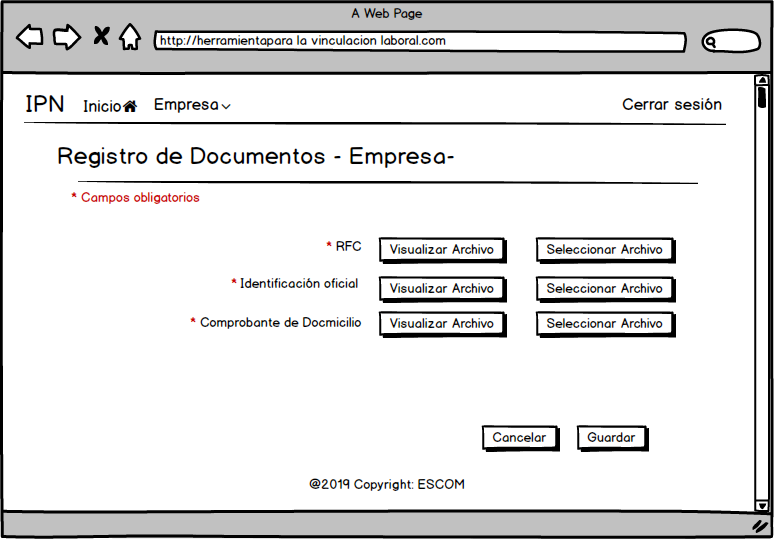 A Web Page
http://herramientapara la vinculacion laboral.com
IPN Inicio Empresa Cerrar sesión
Registro de Documentos - Empresa-
* Campos obligatorios
* RFC Visualizar Archivo Seleccionar Archivo
* Identificación oficial Visualizar Archivo Seleccionar Archivo
* Comprobante de Docmicilio Visualizar Archivo Seleccionar Archivo
Cancelar Guardar
@2019 Copyright: ESCOM